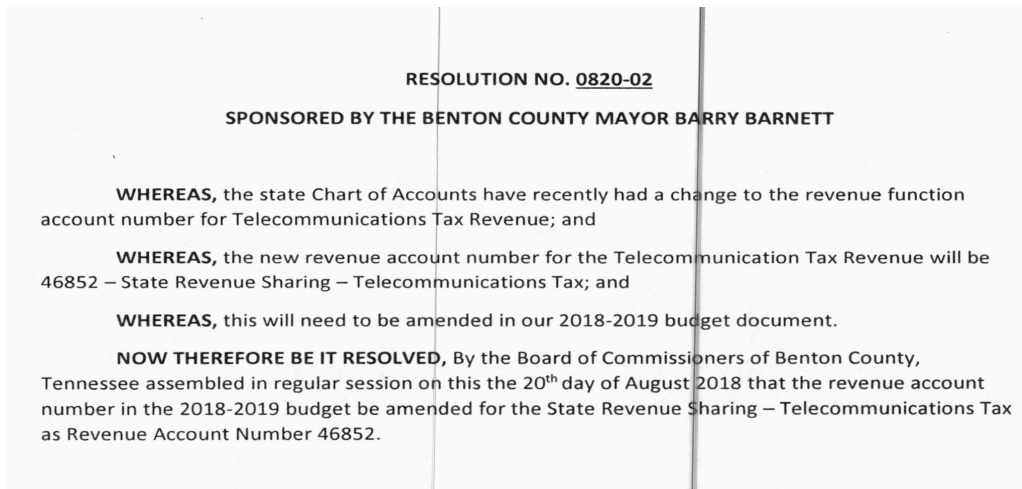 RESOLUTION NO. 0820-02
SPONSORED BY THE BENTON COUNTY MAYOR BARRY BARNETT
WHEREAS, the state Chart of Accounts have recently had a change to the revenue function
account number for Telecommunications Tax Revenue; and
WHEREAS, the new revenue account number for the Telecommunication Tax Revenue will be
46852 – State Revenue Sharing – Telecommunications Tax; and
WHEREAS, this will need to be amended in our 2018-2019 budget document.
NOW THEREFORE BE IT RESOLVED, By the Board of Commissioners of Benton County,
Tennessee assembled in regular session on this the 20th day of August 2018 that the revenue account
number in the 2018-2019 budget be amended for the State Revenue Sharing – Telecommunications Tax
as Revenue Account Number 46852.